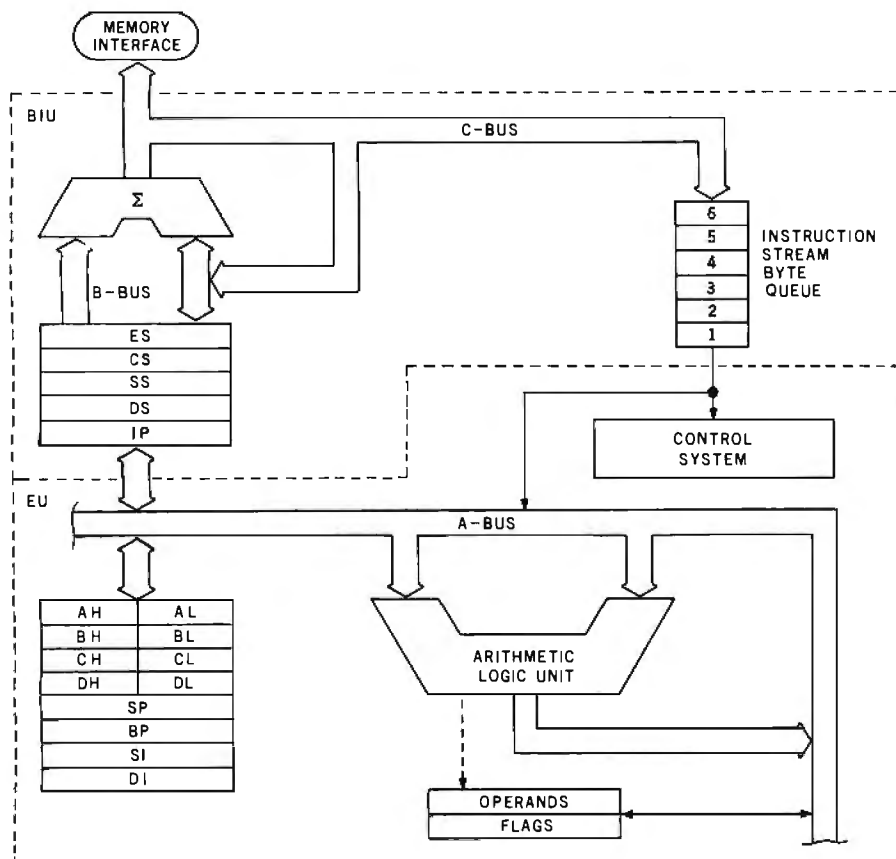 MEMORY
INTERFACE
BIU
C-BUS
Σ
B-BUS
6
5
4
3
2
1
INSTRUCTION
STREAM
BYTE
QUEUE
ES
CS
SS
DS
IP
CONTROL
SYSTEM
EU
A-BUS
AH AL
BH BL
CH CL
DH DL
SP
BP
SI
DI
ARITHMETIC
LOGIC UNIT
OPERANDS
FLAGS